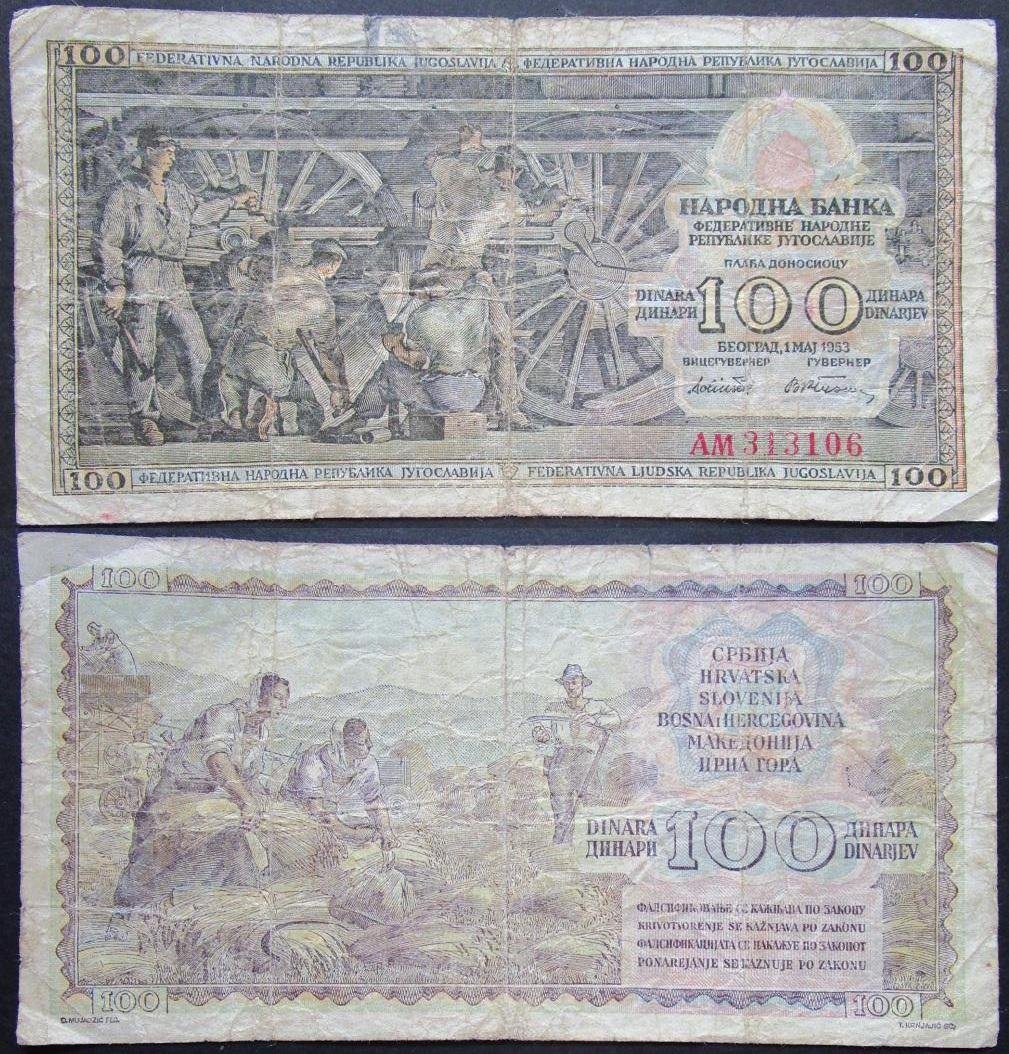 100 FEDERATIVNA NARODNA REPUBLIKA JUGOSLAVIJA ФЕДЕРАТИВНА НАРОДНА РЕПУБЛИКА ЈУГОСЛАВИЈА 100
НАРОДНА БАНКА
ФЕДЕРАТИВНЕ НАРОДНЕ
РЕПУБЛИКЕ ЈУГОСЛАВИЈЕ
ПЛАЋА ДОНОСИОЦУ
DINARA 100 ДИНАРА
ДИНАРИ DINARJEV
БЕОГРАД, 1 МАЈ 1953
ВИЦЕГУВЕРНЕР ГУВЕРНЕР
AM 313106
100 ФЕДЕРАТИВНА НАРОДНА РЕПУБЛИКА ЈУГОСЛАВИЈА FEDERATIVNA LJUDSKA REPUBLIKA JUGOSLAVIJA 100
100 100
СРБИЈА
HRVATSKA
SLOVENIJA
BOSNA I HERCEGOVINA
МАКЕДОНИЈА
ЦРНА ГОРА
DINARA 100 ДИНАРА
ДИНАРИ DINARJEV
ФАЛСИФИКОВАЊЕ СЕ КАЖЊАВА ПО ЗАКОНУ
KRIVOTVORENJE SE KAŽNJAVA PO ZAKONU
ФАЛСИФИКАЦИЈАТА СЕ НАКАЖУЕ ПО ЗАКОНОТ
PONAREJANJE SE KAZNUJE PO ZAKONU
100 100
T. KRNJAJIĆ